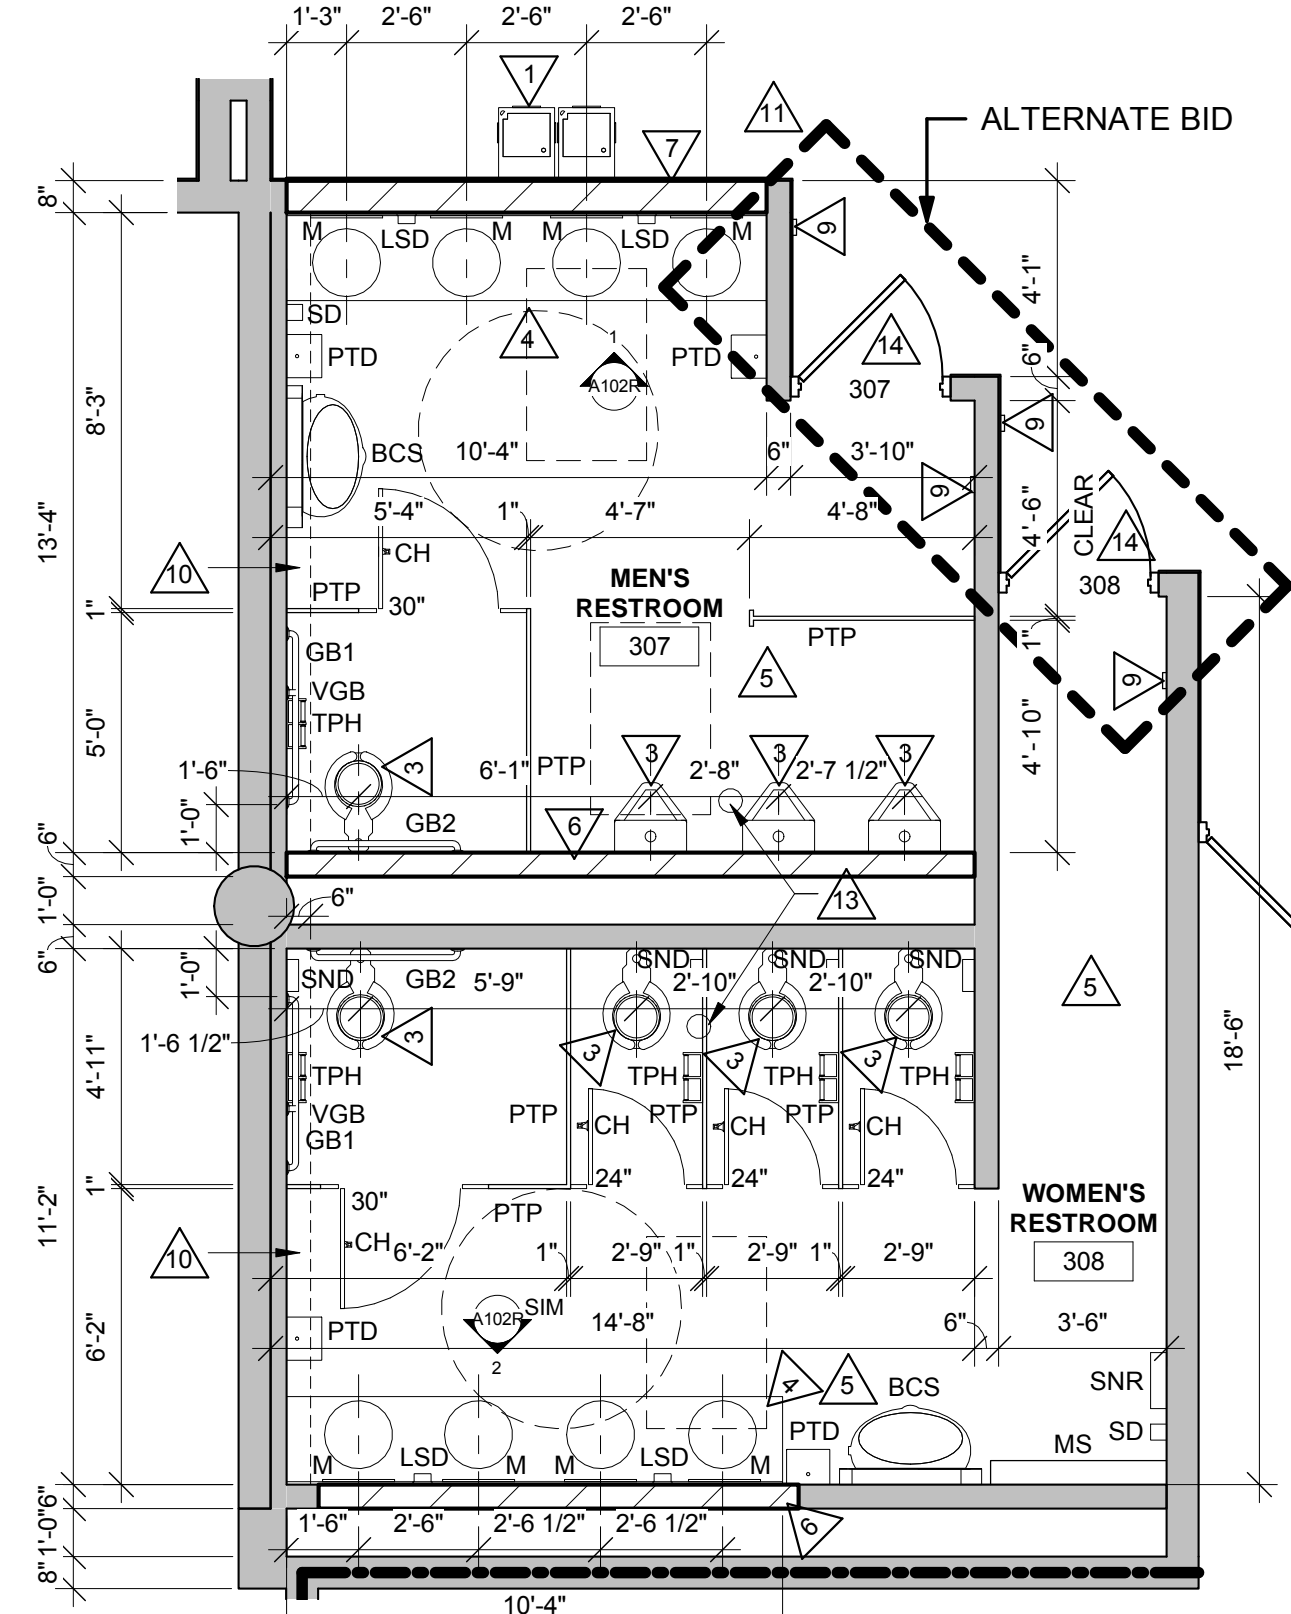 1'-3" 2'-6" 2'-6" 2'-6"
1
11
ALTERNATE BID
7
8"
M LSD M M LSD M
9
4'-1"
SD
4
1
14
PTD
PTD
6"
A102R
307
8'-3"
9
BCS
10'-4"
6"
3'-10"
9
5'-4"
1"
4'-7"
4'-8"
4'-6"
CLEAR
13'-4"
CH
14
10
MEN'S
RESTROOM
308
PTP
30"
1"
307
PTP
1"
GB1
5
9
VGB
TPH
5'-0"
4'-10"
3
3
3
3
1'-6"
6'-1"
PTP
2'-8"
2'-7 1/2"
1'-0"
GB2
6
6"
13
6"
1'-0"
6"
SND
GB2
5'-9"
SND
2'-10"
SND
2'-10"
SND
1'-0"
5
3
1'-6 1/2"
3
3
3
18'-6"
4'-11"
TPH
TPH
TPH
TPH
VGB
GB1
PTP
CH
PTP
CH
PTP
CH
24"
24"
24"
1"
30"
PTP
WOMEN'S
RESTROOM
11'-2"
CH
6'-2"
1"
2'-9"
1"
2'-9"
1"
2'-9"
10
308
A102R
SIM
2
PTD
14'-8"
6"
3'-6"
6'-2"
4
5
BCS
SNR
PTD
SD
MS
M LSD M M LSD M
6"
1'-6"
2'-6"
2'-6 1/2"
2'-6 1/2"
6
1'-0"
8"
10'-4"